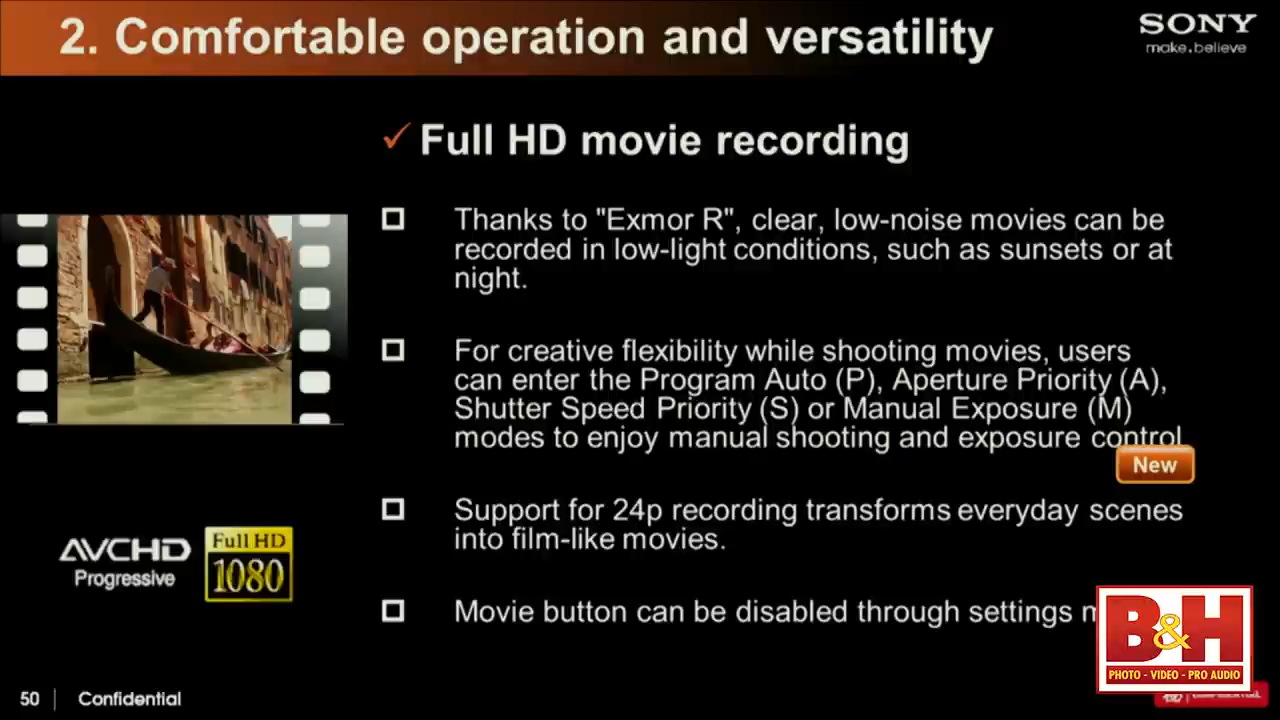 2. Comfortable operation and versatility
SONY
make.believe
✓ Full HD movie recording
Thanks to "Exmor R", clear, low-noise movies can be
recorded in low-light conditions, such as sunsets or at
night.
For creative flexibility while shooting movies, users
can enter the Program Auto (P), Aperture Priority (A),
Shutter Speed Priority (S) or Manual Exposure (M)
modes to enjoy manual shooting and exposure control
New
Support for 24p recording transforms everyday scenes
into film-like movies.
AVCHD
Progressive
Full HD
1080
Movie button can be disabled through settings
B&H
PHOTO - VIDEO - PRO AUDIO
50
Confidential